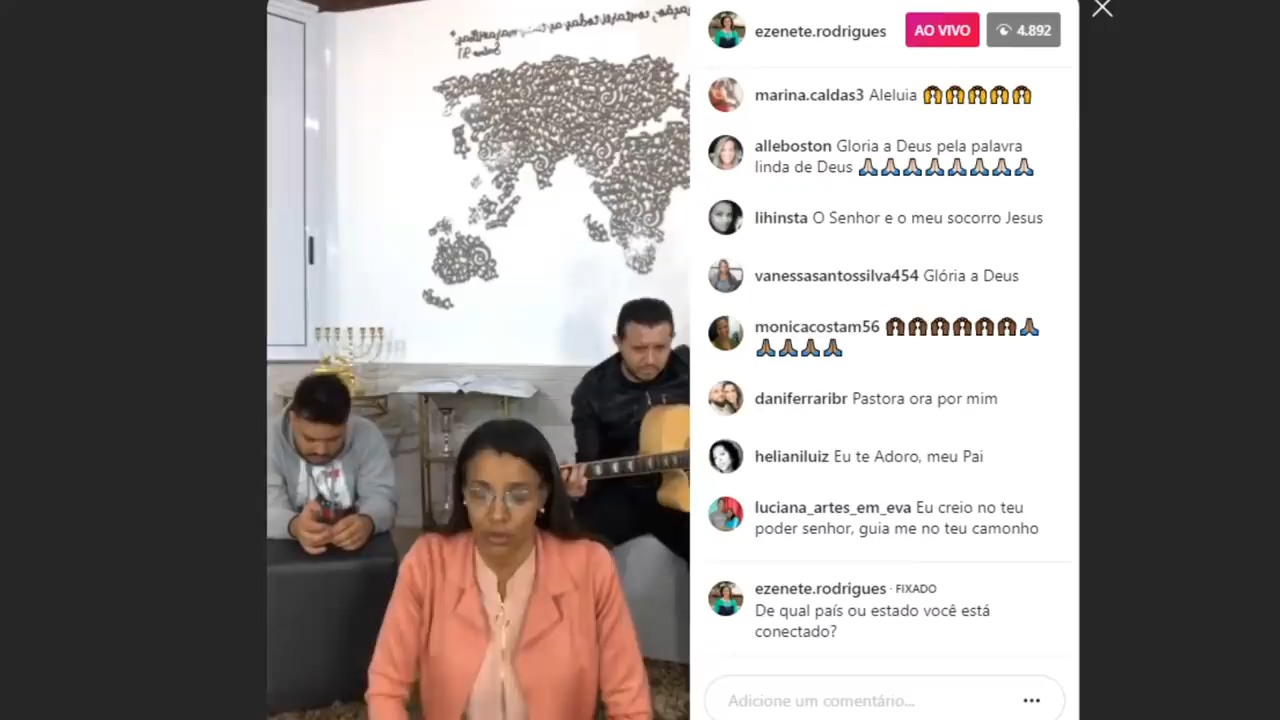 ezenete.rodrigues AO VIVO 4.892
marina.caldas3 Aleluia
alleboston Gloria a Deus pela palavra
linda de Deus
lihinsta O Senhor e o meu socorro Jesus
vanessasantossilva454 Glória a Deus
monicacostam56
daniferraribr Pastora ora por mim
helianiluiz Eu te Adoro, meu Pai
luciana_artes_em_eva Eu creio no teu
poder senhor, guia me no teu camonho
ezenete.rodrigues · FIXADO
De qual país ou estado você está
conectado?
Adicione um comentário...